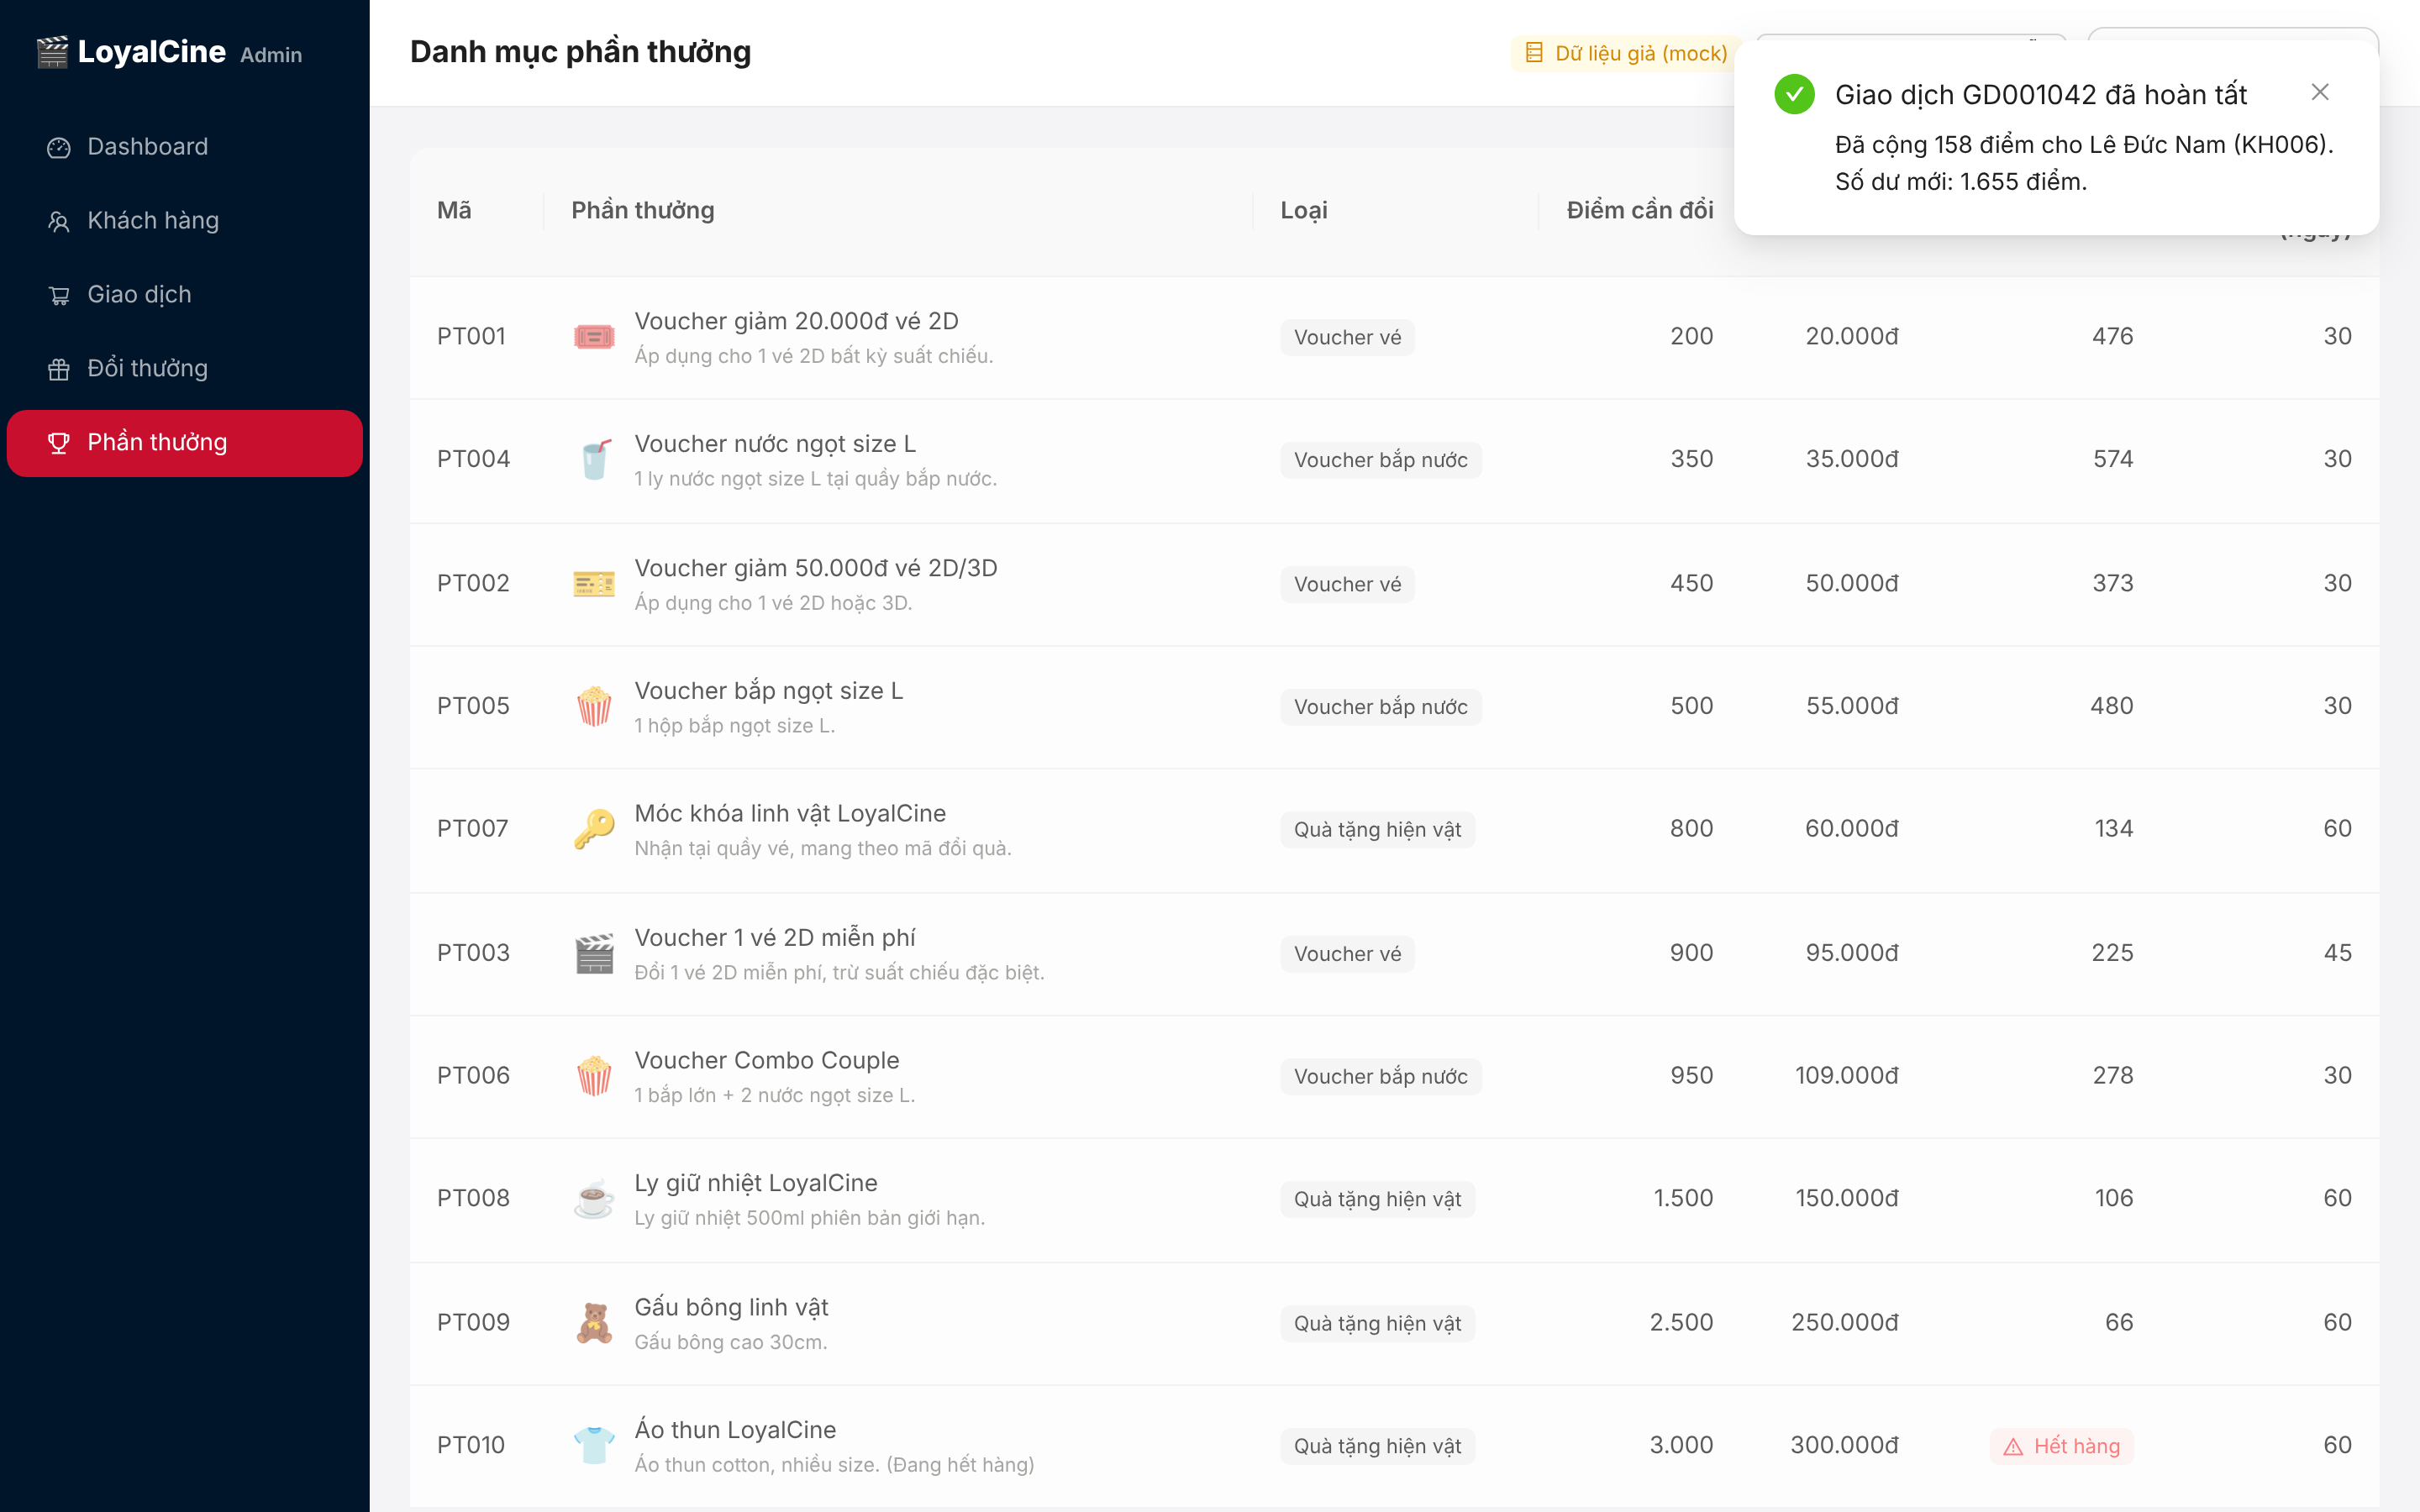 LoyalCine Admin
Dashboard
Khách hàng
Giao dịch
Đổi thưởng
Phần thưởng
Danh mục phần thưởng
Dữ liệu giả (mock)
Giao dịch GD001042 đã hoàn tất
Đã cộng 158 điểm cho Lê Đức Nam (KH006).
Số dư mới: 1.655 điểm.
Mã Phần thưởng Loại Điểm cần đổi
PT001 Voucher giảm 20.000đ vé 2D Voucher vé 200 20.000đ 476 30
Áp dụng cho 1 vé 2D bất kỳ suất chiếu.
PT004 Voucher nước ngọt size L Voucher bắp nước 350 35.000đ 574 30
1 ly nước ngọt size L tại quầy bắp nước.
PT002 Voucher giảm 50.000đ vé 2D/3D Voucher vé 450 50.000đ 373 30
Áp dụng cho 1 vé 2D hoặc 3D.
PT005 Voucher bắp ngọt size L Voucher bắp nước 500 55.000đ 480 30
1 hộp bắp ngọt size L.
PT007 Móc khóa linh vật LoyalCine Quà tặng hiện vật 800 60.000đ 134 60
Nhận tại quầy vé, mang theo mã đổi quà.
PT003 Voucher 1 vé 2D miễn phí Voucher vé 900 95.000đ 225 45
Đổi 1 vé 2D miễn phí, trừ suất chiếu đặc biệt.
PT006 Voucher Combo Couple Voucher bắp nước 950 109.000đ 278 30
1 bắp lớn + 2 nước ngọt size L.
PT008 Ly giữ nhiệt LoyalCine Quà tặng hiện vật 1.500 150.000đ 106 60
Ly giữ nhiệt 500ml phiên bản giới hạn.
PT009 Gấu bông linh vật Quà tặng hiện vật 2.500 250.000đ 66 60
Gấu bông cao 30cm.
PT010 Áo thun LoyalCine Quà tặng hiện vật 3.000 300.000đ Hết hàng 60
Áo thun cotton, nhiều size. (Đang hết hàng)